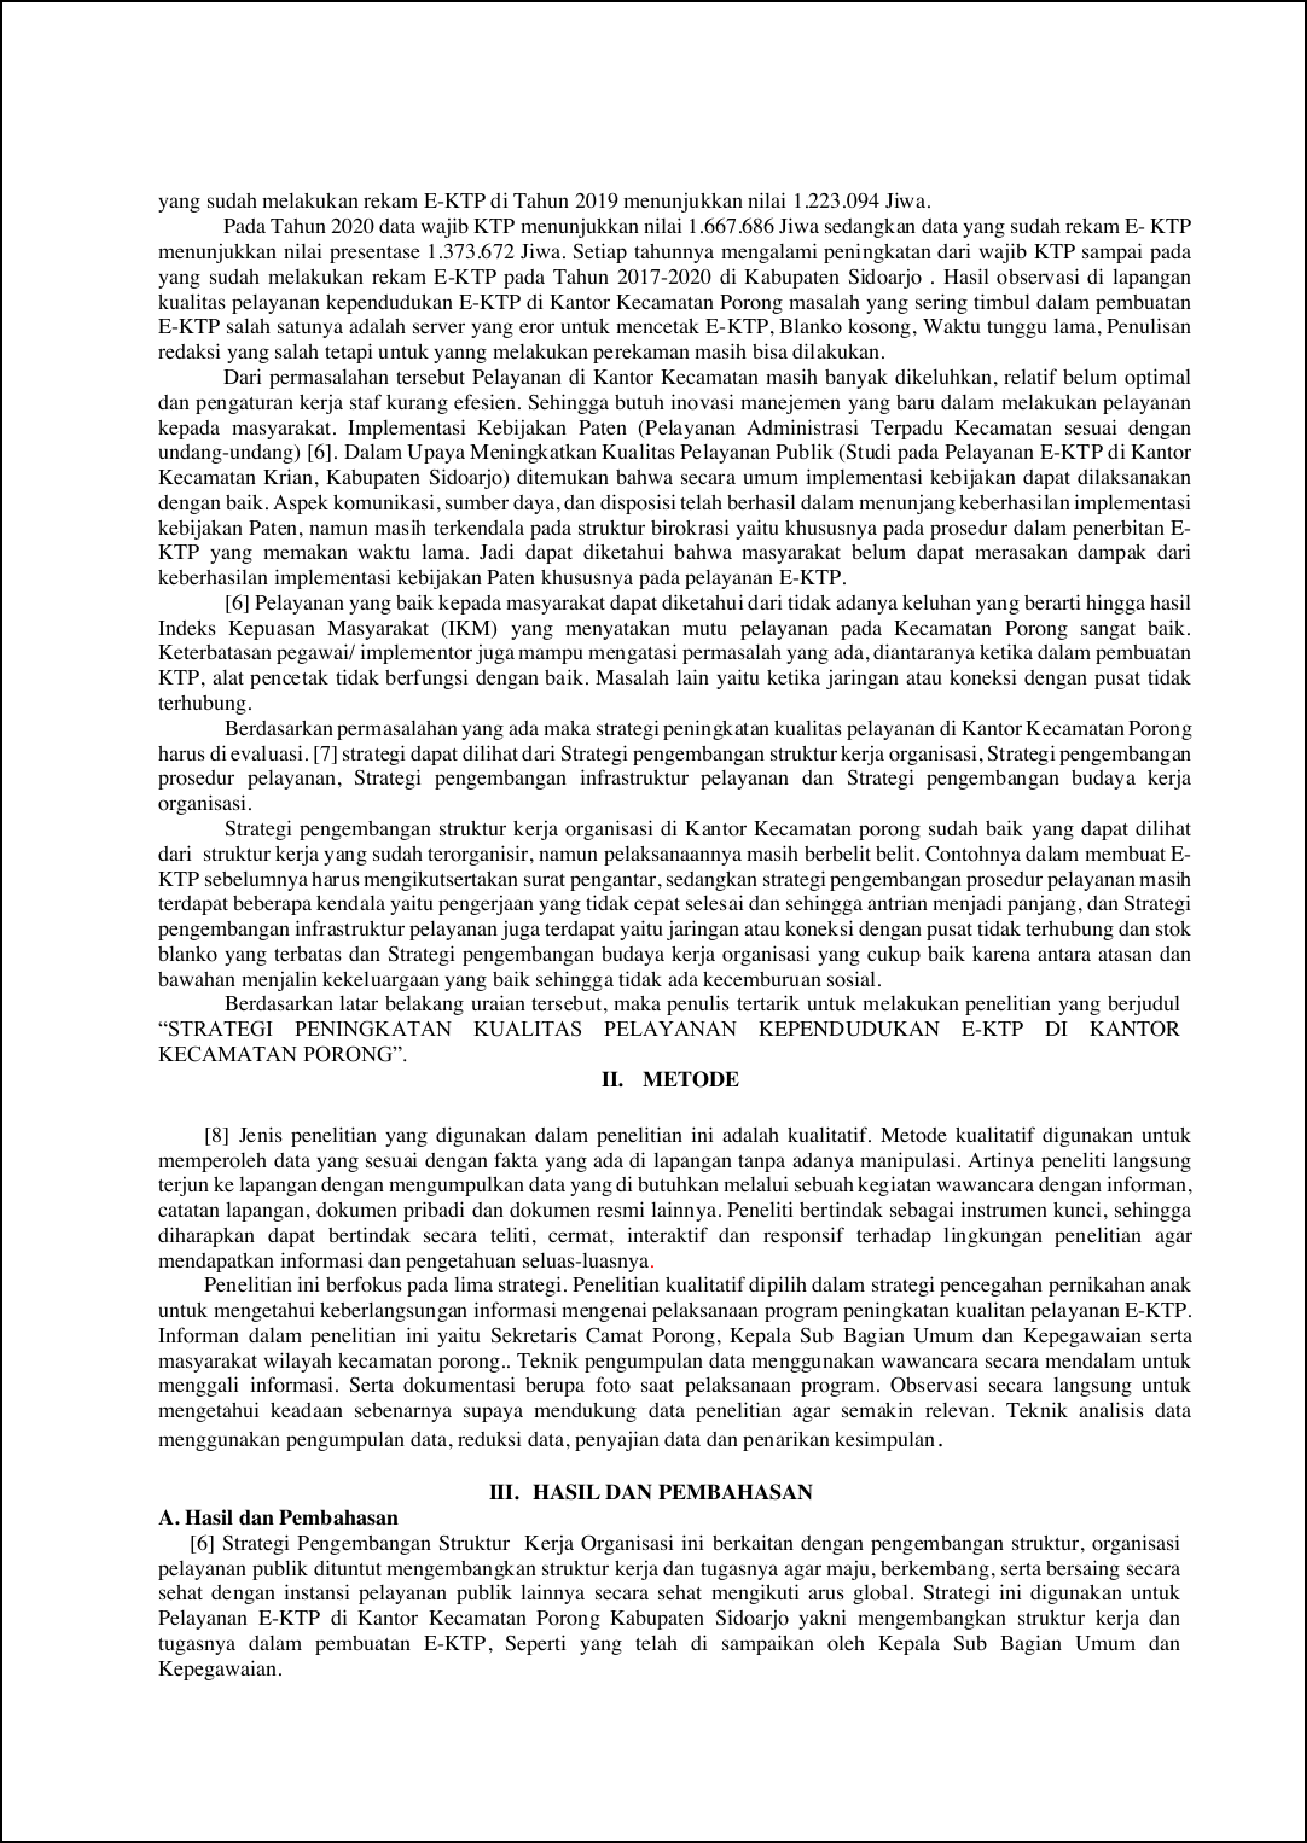 yang sudah melakukan rekam E-KTP di Tahun 2019 menunjukkan nilai 1.223.094 Jiwa.
Pada Tahun 2020 data wajib KTP menunjukkan nilai 1.667.686 Jiwa sedangkan data yang sudah rekam E- KTP
menunjukkan nilai presentase 1.373.672 Jiwa. Setiap tahunnya mengalami peningkatan dari wajib KTP sampai pada
yang sudah melakukan rekam E-KTP pada Tahun 2017-2020 di Kabupaten Sidoarjo . Hasil observasi di lapangan
kualitas pelayanan kependudukan E-KTP di Kantor Kecamatan Porong masalah yang sering timbul dalam pembuatan
E-KTP salah satunya adalah server yang eror untuk mencetak E-KTP, Blanko kosong, Waktu tunggu lama, Penulisan
redaksi yang salah tetapi untuk yanng melakukan perekaman masih bisa dilakukan.
Dari permasalahan tersebut Pelayanan di Kantor Kecamatan masih banyak dikeluhkan, relatif belum optimal
dan pengaturan kerja staf kurang efesien. Sehingga butuh inovasi manejemen yang baru dalam melakukan pelayanan
kepada masyarakat. Implementasi Kebijakan Paten (Pelayanan Administrasi Terpadu Kecamatan sesuai dengan
undang-undang) [6]. Dalam Upaya Meningkatkan Kualitas Pelayanan Publik (Studi pada Pelayanan E-KTP di Kantor
Kecamatan Krian, Kabupaten Sidoarjo) ditemukan bahwa secara umum implementasi kebijakan dapat dilaksanakan
dengan baik. Aspek komunikasi, sumber daya, dan disposisi telah berhasil dalam menunjang keberhasilan implementasi
kebijakan Paten, namun masih terkendala pada struktur birokrasi yaitu khususnya pada prosedur dalam penerbitan E-
KTP yang memakan waktu lama. Jadi dapat diketahui bahwa masyarakat belum dapat merasakan dampak dari
keberhasilan implementasi kebijakan Paten khususnya pada pelayanan E-KTP.
[6] Pelayanan yang baik kepada masyarakat dapat diketahui dari tidak adanya keluhan yang berarti hingga hasil
Indeks Kepuasan Masyarakat (IKM) yang menyatakan mutu pelayanan pada Kecamatan Porong sangat baik.
Keterbatasan pegawai/ implementor juga mampu mengatasi permasalah yang ada, diantaranya ketika dalam pembuatan
KTP, alat pencetak tidak berfungsi dengan baik. Masalah lain yaitu ketika jaringan atau koneksi dengan pusat tidak
terhubung.
Berdasarkan permasalahan yang ada maka strategi peningkatan kualitas pelayanan di Kantor Kecamatan Porong
harus di evaluasi. [7] strategi dapat dilihat dari Strategi pengembangan struktur kerja organisasi, Strategi pengembangan
prosedur pelayanan, Strategi pengembangan infrastruktur pelayanan dan Strategi pengembangan budaya kerja
organisasi.
Strategi pengembangan struktur kerja organisasi di Kantor Kecamatan porong sudah baik yang dapat dilihat
dari struktur kerja yang sudah terorganisir, namun pelaksanaannya masih berbelit belit. Contohnya dalam membuat E-
KTP sebelumnya harus mengikutsertakan surat pengantar, sedangkan strategi pengembangan prosedur pelayanan masih
terdapat beberapa kendala yaitu pengerjaan yang tidak cepat selesai dan sehingga antrian menjadi panjang, dan Strategi
pengembangan infrastruktur pelayanan juga terdapat yaitu jaringan atau koneksi dengan pusat tidak terhubung dan stok
blanko yang terbatas dan Strategi pengembangan budaya kerja organisasi yang cukup baik karena antara atasan dan
bawahan menjalin kekeluargaan yang baik sehingga tidak ada kecemburuan sosial.
Berdasarkan latar belakang uraian tersebut, maka penulis tertarik untuk melakukan penelitian yang berjudul
“STRATEGI PENINGKATAN KUALITAS PELAYANAN KEPENDUDUKAN E-KTP DI KANTOR
KECAMATAN PORONG”.
II. METODE
[8] Jenis penelitian yang digunakan dalam penelitian ini adalah kualitatif. Metode kualitatif digunakan untuk
memperoleh data yang sesuai dengan fakta yang ada di lapangan tanpa adanya manipulasi. Artinya peneliti langsung
terjun ke lapangan dengan mengumpulkan data yang di butuhkan melalui sebuah kegiatan wawancara dengan informan,
catatan lapangan, dokumen pribadi dan dokumen resmi lainnya. Peneliti bertindak sebagai instrumen kunci, sehingga
diharapkan dapat bertindak secara teliti, cermat, interaktif dan responsif terhadap lingkungan penelitian agar
mendapatkan informasi dan pengetahuan seluas-luasnya.
Penelitian ini berfokus pada lima strategi. Penelitian kualitatif dipilih dalam strategi pencegahan pernikahan anak
untuk mengetahui keberlangsungan informasi mengenai pelaksanaan program peningkatan kualitan pelayanan E-KTP.
Informan dalam penelitian ini yaitu Sekretaris Camat Porong, Kepala Sub Bagian Umum dan Kepegawaian serta
masyarakat wilayah kecamatan porong.. Teknik pengumpulan data menggunakan wawancara secara mendalam untuk
menggali informasi. Serta dokumentasi berupa foto saat pelaksanaan program. Observasi secara langsung untuk
mengetahui keadaan sebenarnya supaya mendukung data penelitian agar semakin relevan. Teknik analisis data
menggunakan pengumpulan data, reduksi data, penyajian data dan penarikan kesimpulan.
III. HASIL DAN PEMBAHASAN
A. Hasil dan Pembahasan
[6] Strategi Pengembangan Struktur Kerja Organisasi ini berkaitan dengan pengembangan struktur, organisasi
pelayanan publik dituntut mengembangkan struktur kerja dan tugasnya agar maju, berkembang, serta bersaing secara
sehat dengan instansi pelayanan publik lainnya secara sehat mengikuti arus global. Strategi ini digunakan untuk
Pelayanan E-KTP di Kantor Kecamatan Porong Kabupaten Sidoarjo yakni mengembangkan struktur kerja dan
tugasnya dalam pembuatan E-KTP, Seperti yang telah di sampaikan oleh Kepala Sub Bagian Umum dan
Kepegawaian.